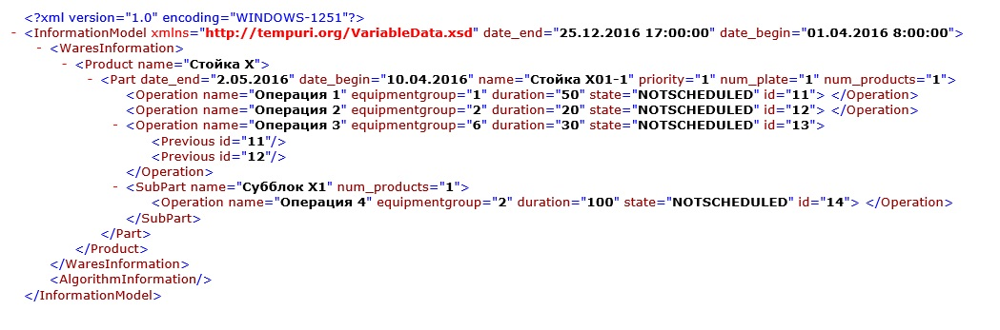 <?xml version="1.0" encoding="WINDOWS-1251"?>
- <InformationModel xmlns="http://tempuri.org/VariableData.xsd" date_end="25.12.2016 17:00:00" date_begin="01.04.2016 8:00:00">
- <WaresInformation>
- <Product name="Стойка X">
- <Part date_end="2.05.2016" date_begin="10.04.2016" name="Стойка X01-1" priority="1" num_plate="1" num_products="1">
<Operation name="Операция 1" equipmentgroup="1" duration="50" state="NOTSCHEDULED" id="11"> </Operation>
<Operation name="Операция 2" equipmentgroup="2" duration="20" state="NOTSCHEDULED" id="12"> </Operation>
- <Operation name="Операция 3" equipmentgroup="6" duration="30" state="NOTSCHEDULED" id="13">
<Previous id="11"/>
<Previous id="12"/>
</Operation>
- <SubPart name="Субблок X1" num_products="1">
<Operation name="Операция 4" equipmentgroup="2" duration="100" state="NOTSCHEDULED" id="14"> </Operation>
</SubPart>
</Part>
</Product>
</WaresInformation>
<AlgorithmInformation/>
</InformationModel>